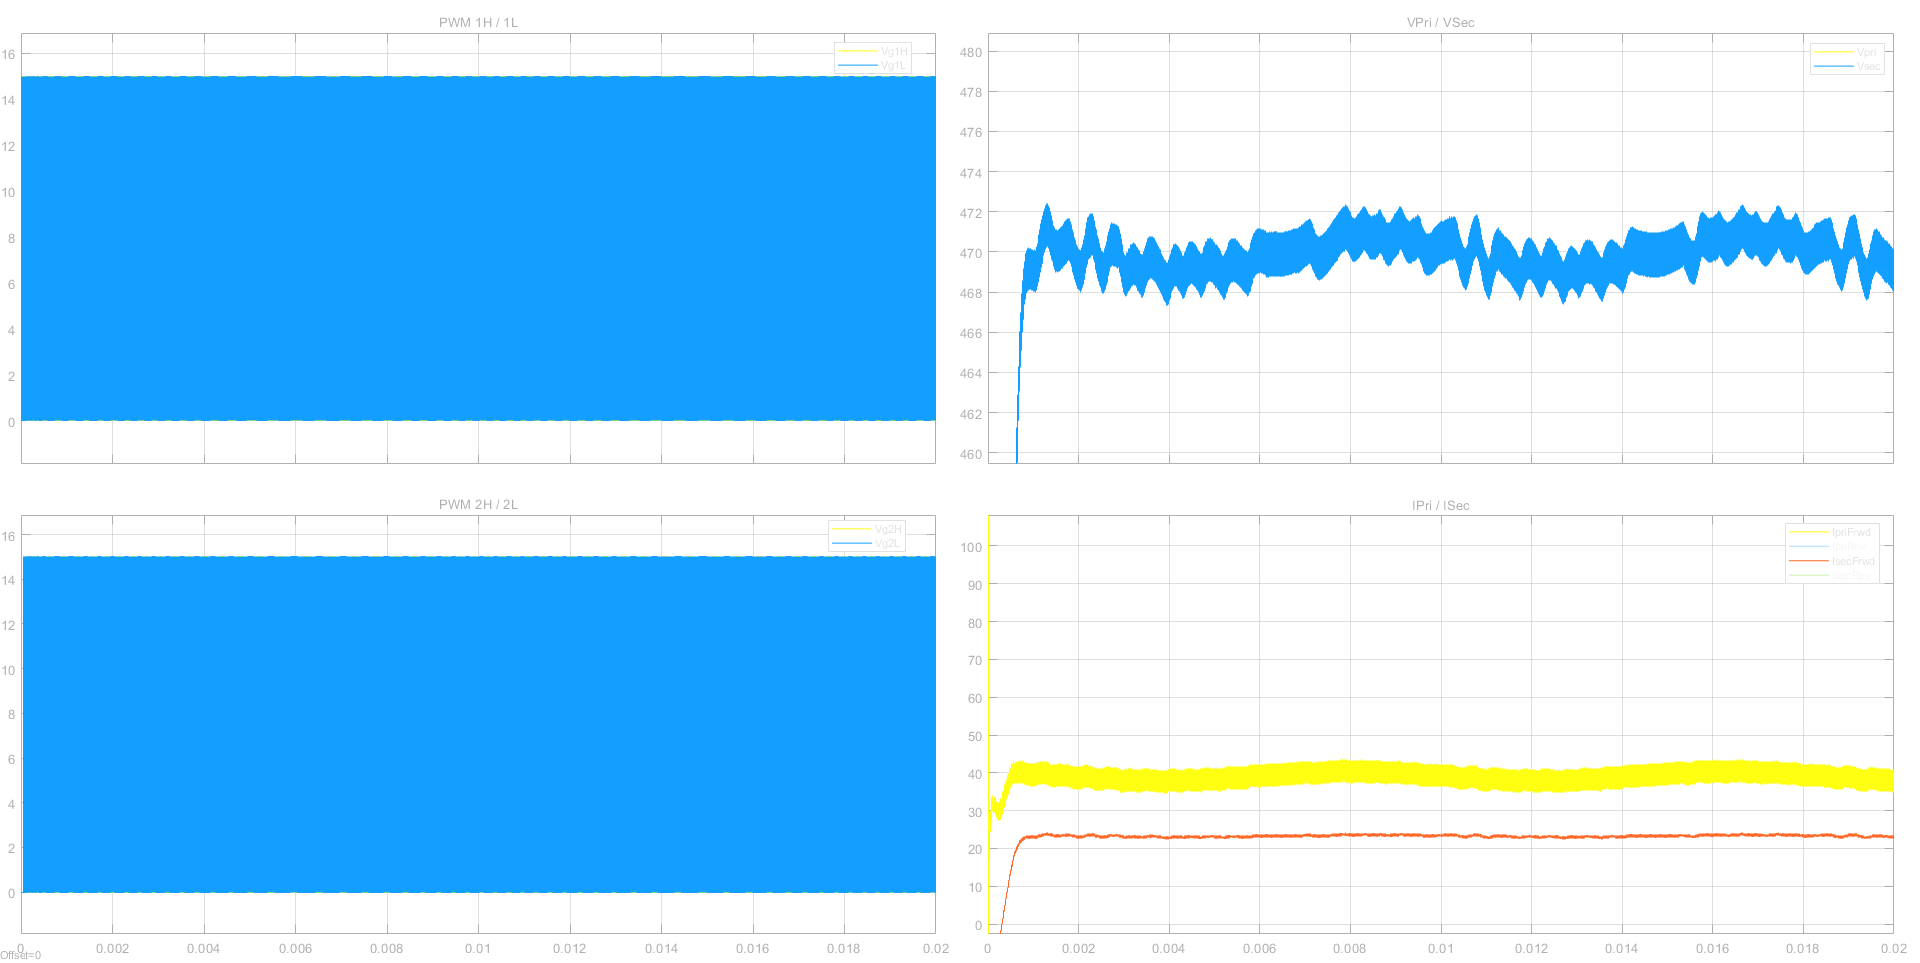 PWM 1H / 1L
16
14
12
10
8
6
4
2
0
Vg1H
Vg1L
VPri / VSec
480
478
476
474
472
470
468
466
464
462
460
Vpri
Vsec
PWM 2H / 2L
16
14
12
10
8
6
4
2
0
Vg2H
Vg2L
0 0.002 0.004 0.006 0.008 0.01 0.012 0.014 0.016 0.018 0.02
Offset=0
IPri / ISec
100
90
80
70
60
50
40
30
20
10
0
IpriFrwd
IsecFrwd
0 0.002 0.004 0.006 0.008 0.01 0.012 0.014 0.016 0.018 0.02